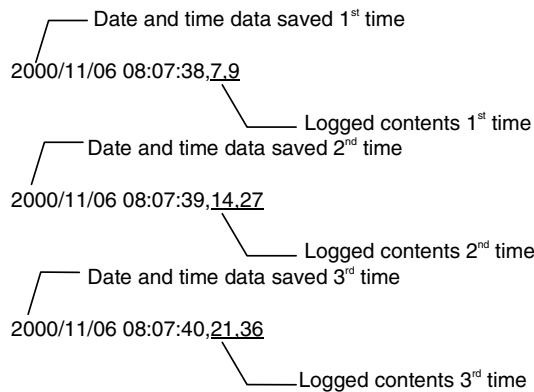 Date and time data saved 1st time
2000/11/06 08:07:38,7,9
Logged contents 1st time
Date and time data saved 2nd time
2000/11/06 08:07:39,14,27
Logged contents 2nd time
Date and time data saved 3rd time
2000/11/06 08:07:40,21,36
Logged contents 3rd time